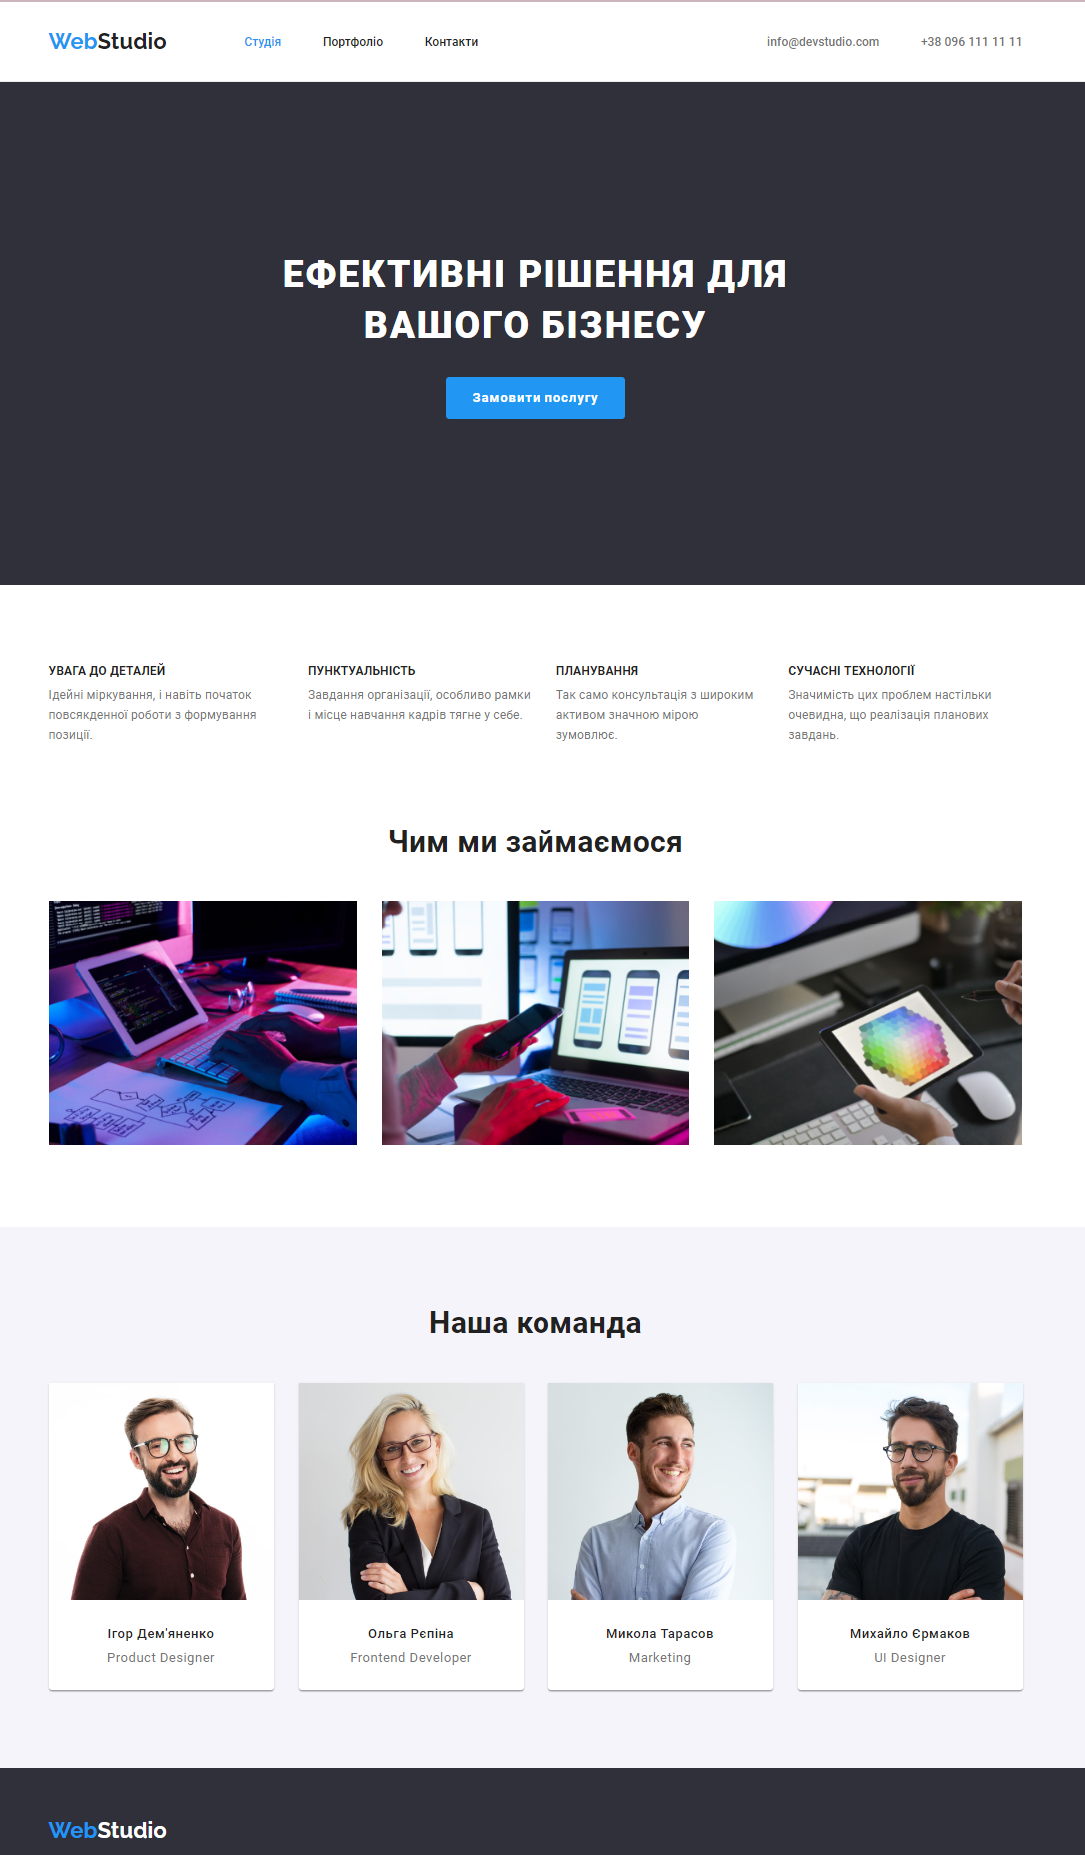 WebStudio
Студія
Портфоліо
Контакти
info@devstudio.com
+38 096 111 11 11
ЕФЕКТИВНІ РІШЕННЯ ДЛЯ
ВАШОГО БІЗНЕСУ
Замовити послугу
УВАГА ДО ДЕТАЛЕЙ
Ідейні міркування, і навіть початок
повсякденної роботи з формування
позиції.
ПУНКТУАЛЬНІСТЬ
Завдання організації, особливо рамки
і місце навчання кадрів тягне у себе.
ПЛАНУВАННЯ
Так само консультація з широким
активом значною мірою
зумовлює.
СУЧАСНІ ТЕХНОЛОГІЇ
Значимість цих проблем настільки
очевидна, що реалізація планових
завдань.
Чим ми займаємося
Наша команда
Ігор Дем'яненко
Product Designer
Ольга Рєпіна
Frontend Developer
Микола Тарасов
Marketing
Михайло Єрмаков
UI Designer
WebStudio